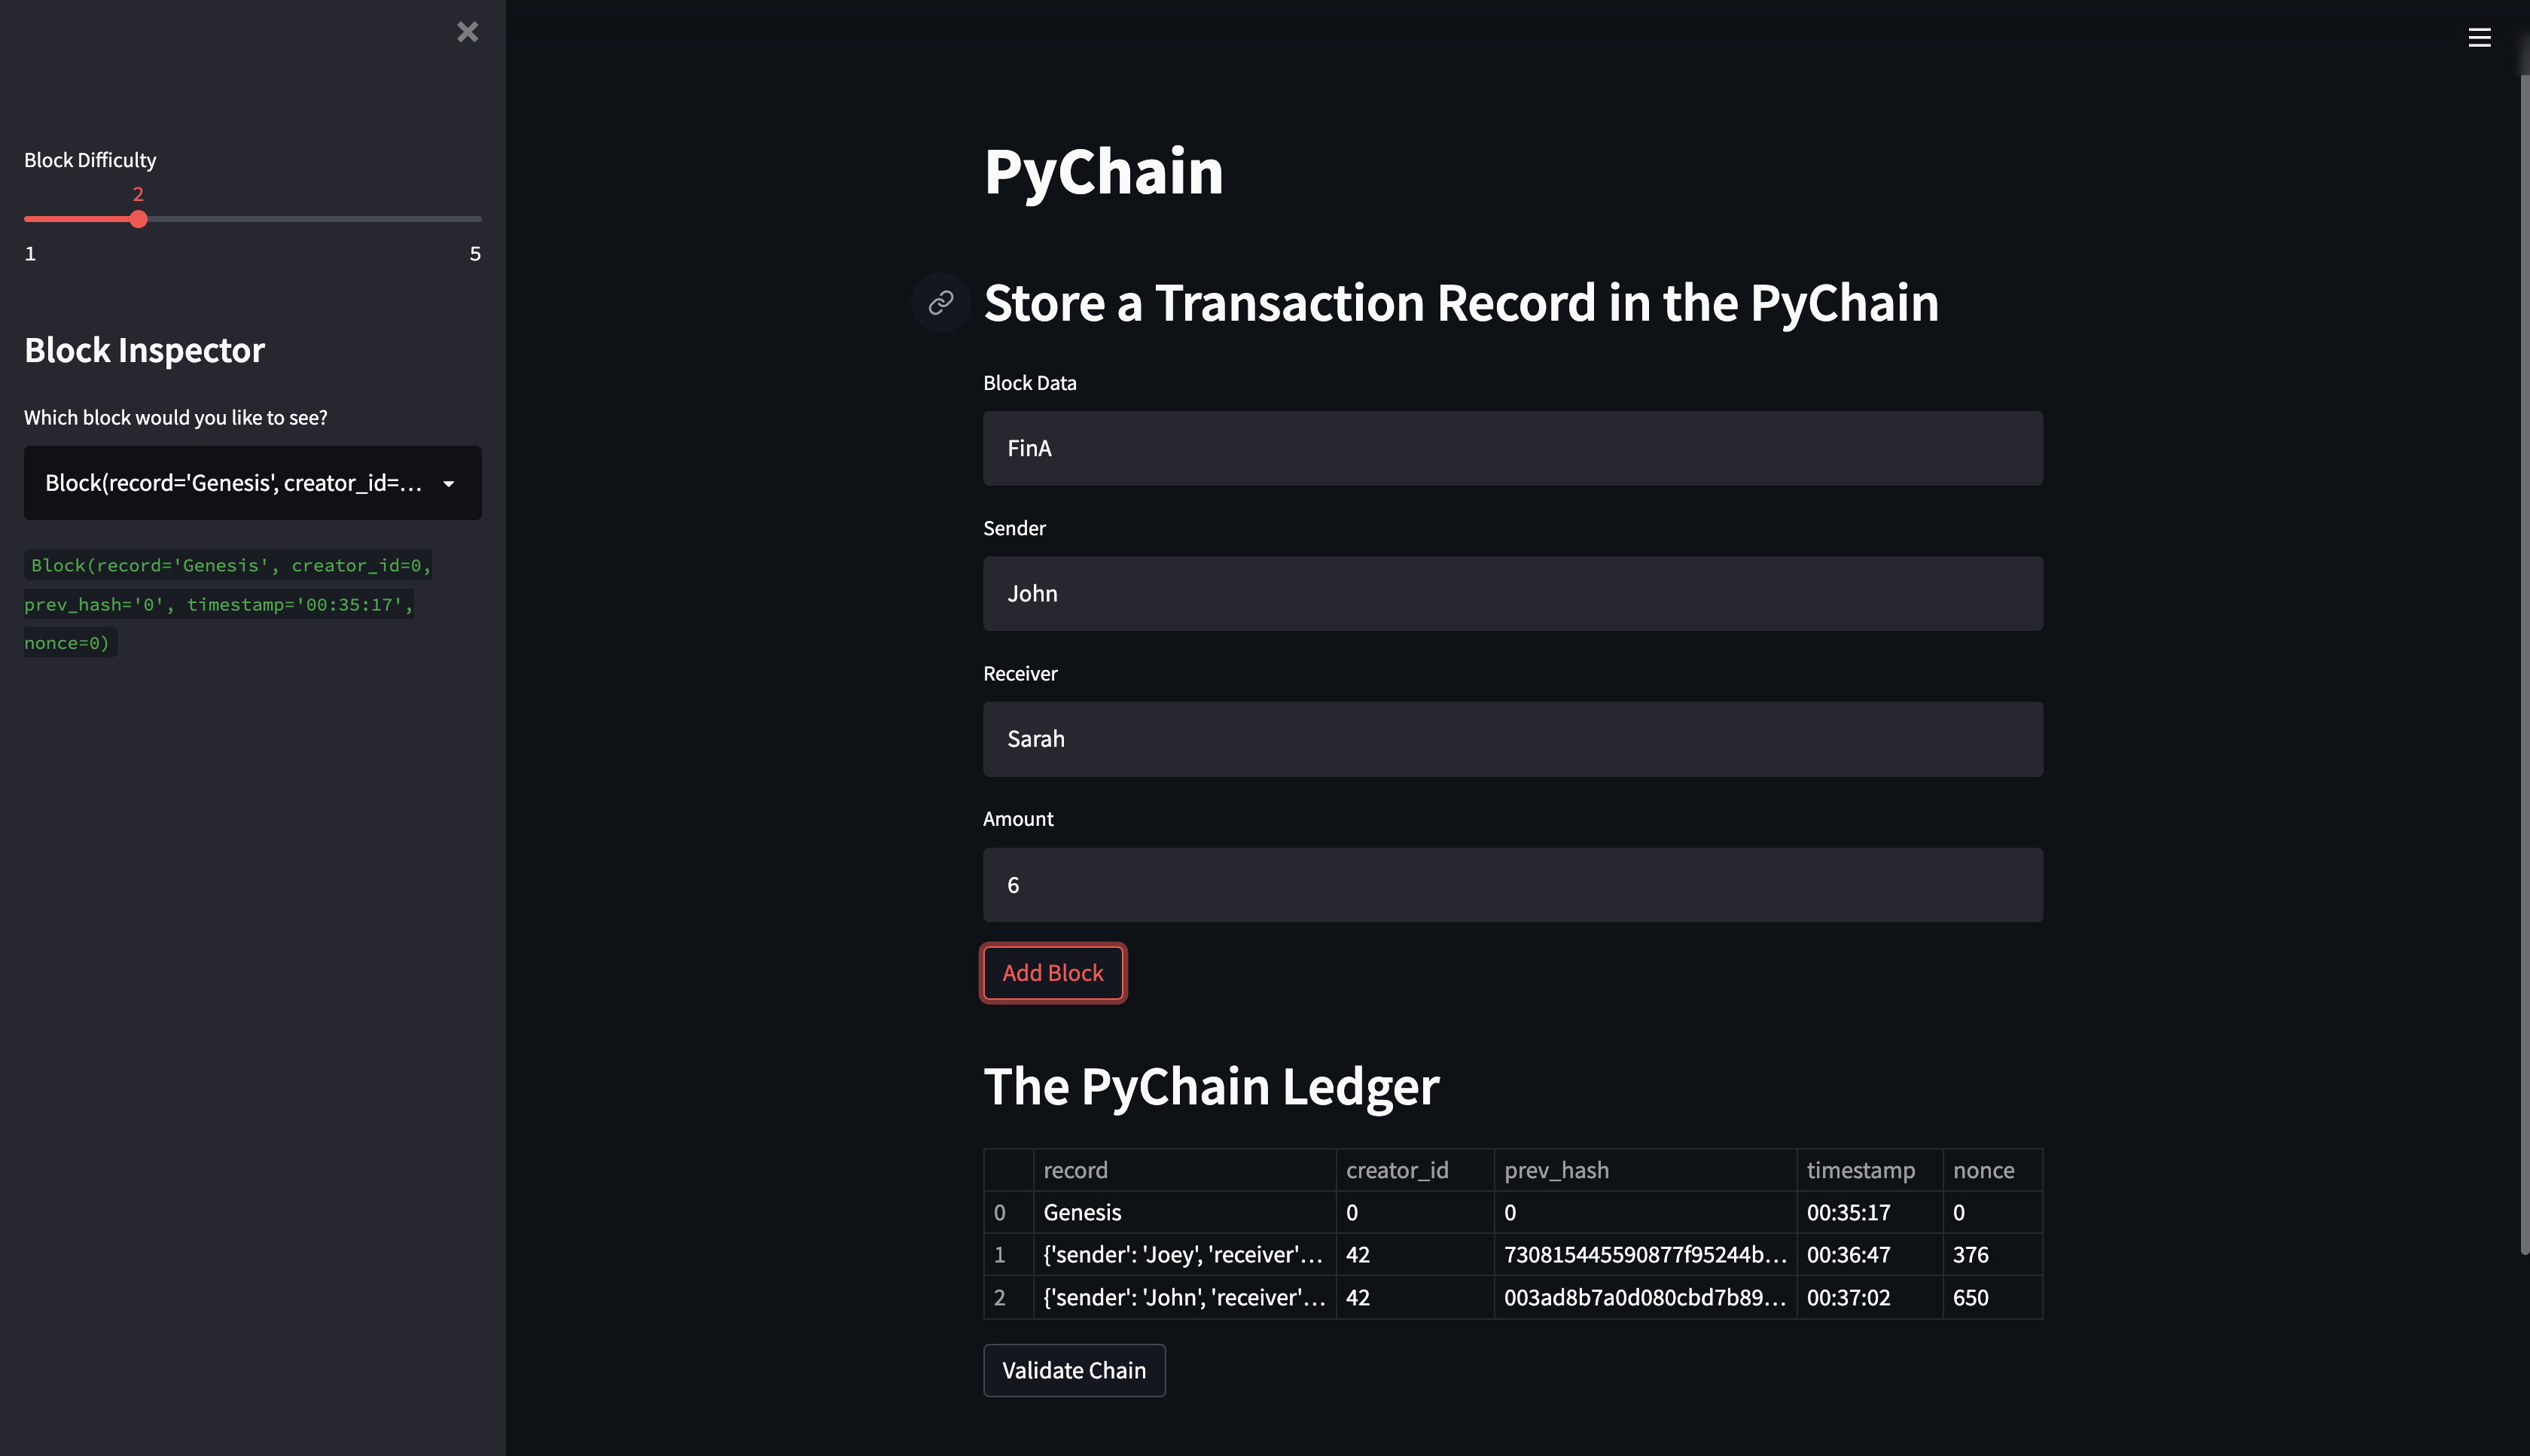 Block Difficulty
2
1 5
Block Inspector
Which block would you like to see?
Block(record='Genesis', creator_id=...
Block(record='Genesis', creator_id=0,
prev_hash='0', timestamp='00:35:17',
nonce=0)
PyChain
Store a Transaction Record in the PyChain
Block Data
FinA
Sender
John
Receiver
Sarah
Amount
6
Add Block
The PyChain Ledger
record creator_id prev_hash timestamp nonce
0 Genesis 0 0 00:35:17 0
1 {'sender': 'Joey', 'receiver'... 42 730815445590877f95244b... 00:36:47 376
2 {'sender': 'John', 'receiver'... 42 003ad8b7a0d080cbd7b89... 00:37:02 650
Validate Chain